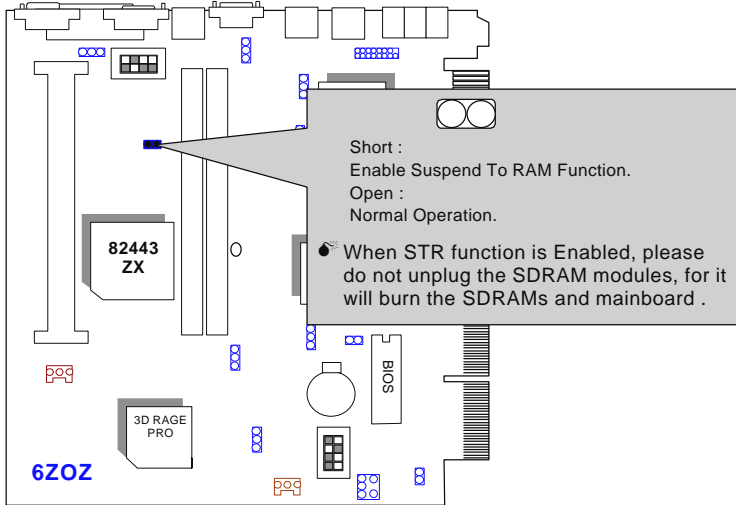 Short :
Enable Suspend To RAM Function.
Open :
Normal Operation.
When STR function is Enabled, please
do not unplug the SDRAM modules, for it
will burn the SDRAMs and mainboard .
82443
ZX
BIOS
3D RAGE
PRO
6ZOZ